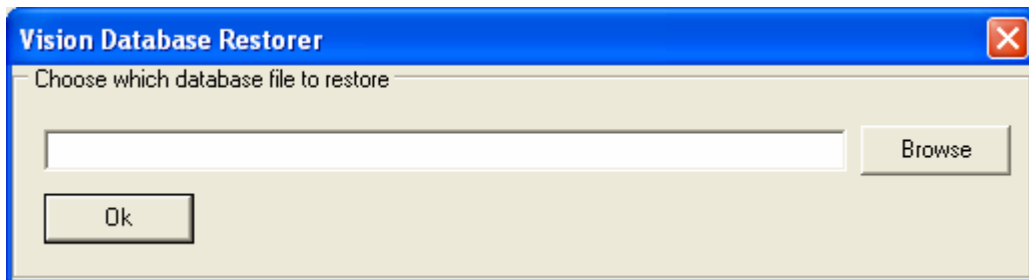 Vision Database Restorer
Choose which database file to restore
Browse
Ok